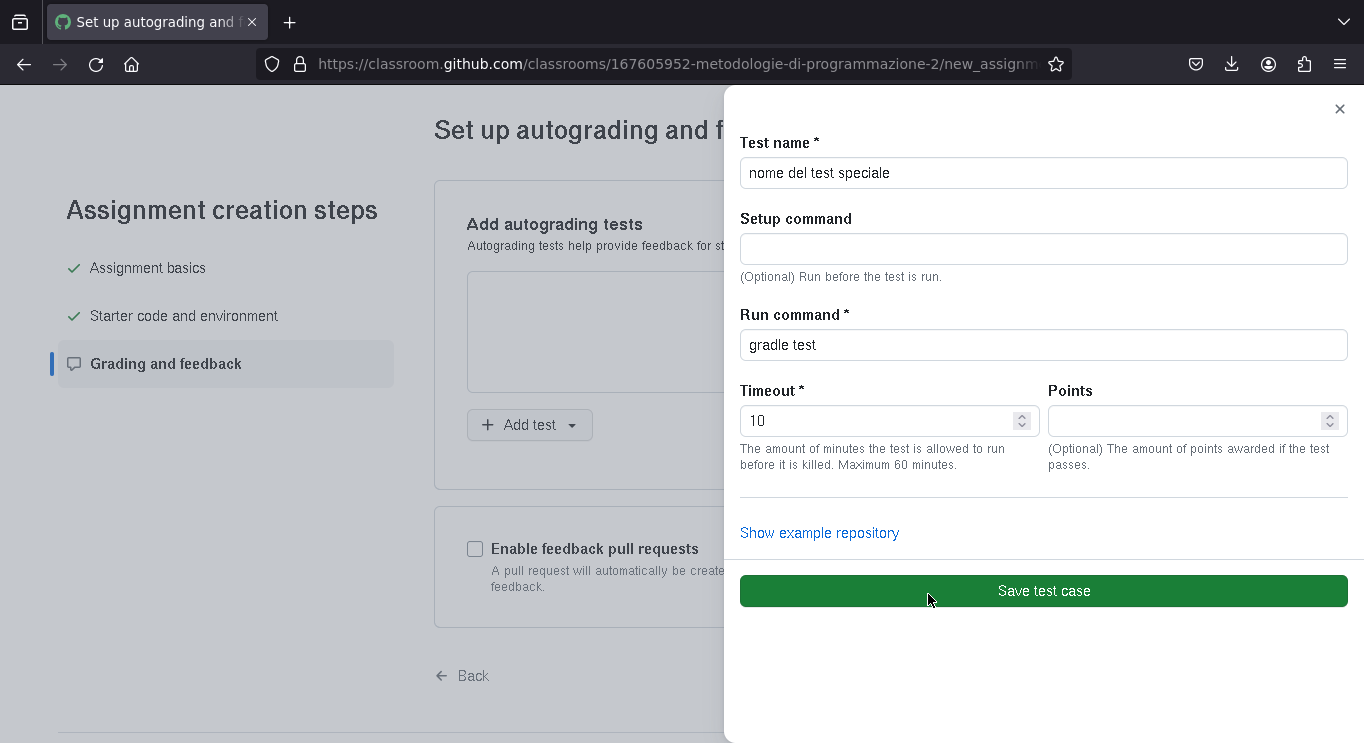 Set up autograding and f
https://classroom.github.com/classrooms/167605952-metodologie-di-programmazione-2/new_assignm
Assignment creation steps
Assignment basics
Starter code and environment
Grading and feedback
Set up autograding and f
Add autograding tests
Autograding tests help provide feedback for st
Add test
Enable feedback pull requests
A pull request will automatically be create
feedback.
Back
Test name *
nome del test speciale
Setup command
(Optional) Run before the test is run.
Run command *
gradle test
Timeout *
10
The amount of minutes the test is allowed to run
before it is killed. Maximum 60 minutes.
Points
(Optional) The amount of points awarded if the test
passes.
Show example repository
Save test case